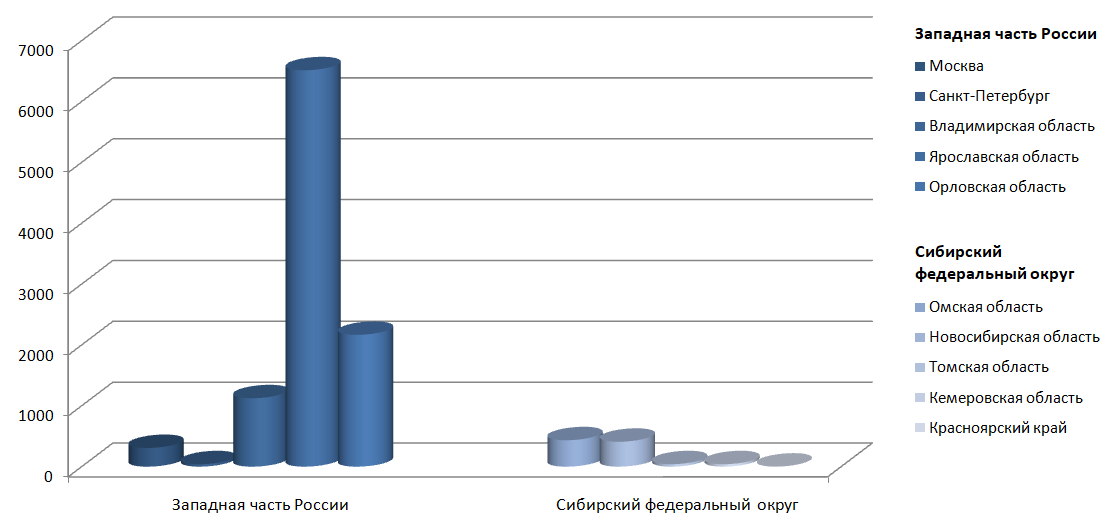 7000
6000
5000
4000
3000
2000
1000
0
Западная часть России
Сибирский федеральный округ
Западная часть России
Москва
Санкт-Петербург
Владимирская область
Ярославская область
Орловская область
Сибирский
федеральный округ
Омская область
Новосибирская область
Томская область
Кемеровская область
Красноярский край